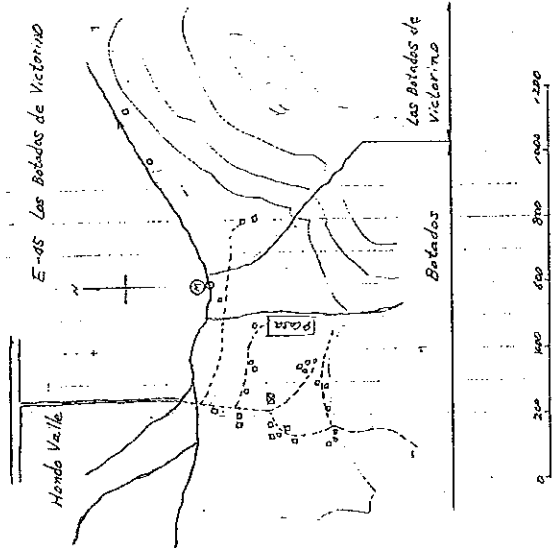 E-45 Los Botados de Victorino
N
Hondo Valle
M
casa
Botados
Los Botados de
Victorino
0 200 400 600 800 1000 1200